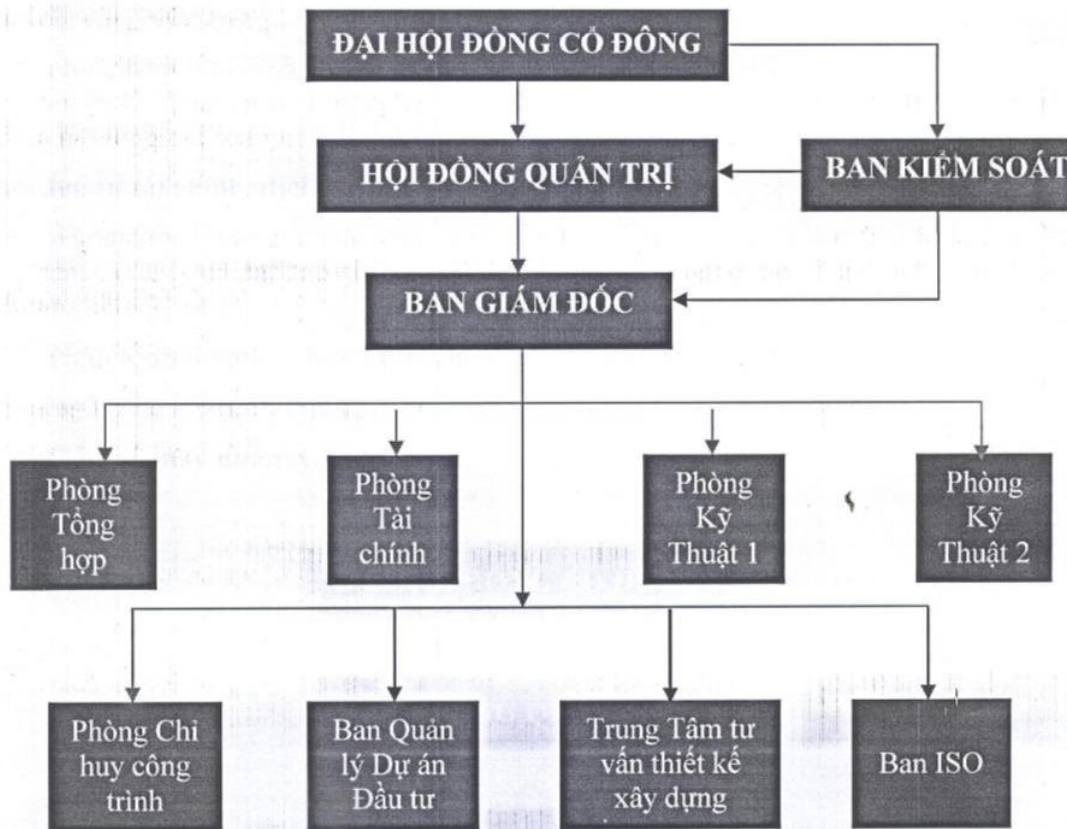 ĐẠI HỘI ĐỒNG CỔ ĐÔNG
HỘI ĐỒNG QUẢN TRỊ
BAN KIỂM SOÁT
BAN GIÁM ĐỐC
Phòng
Tổng
hợp
Phòng
Tài
chính
Phòng
Kỹ
Thuật 1
Phòng
Kỹ
Thuật 2
Phòng Chỉ
huy công
trình
Ban Quản
lý Dự án
Đầu tư
Trung Tâm tư
vấn thiết kế
xây dựng
Ban ISO